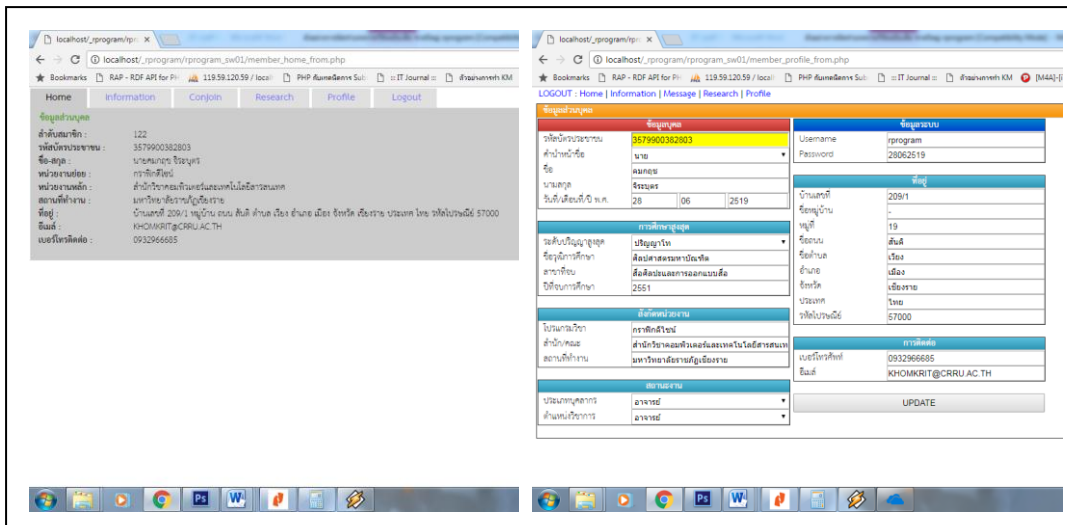 localhost/_rprogram/rpr
localhost/_rprogram/rprogram_sw01/member_home_from.php
Bookmarks RAP - RDF API for PH 119.59.120.59 / local PHP ::: IT Journal ::
Home Information Conjoin Research Profile Logout
ข้อมูลส่วนบุคล
ลำดับสมาชิก : 122
รหัสบัตรประชาชน : 3579900382803
ชื่อ-สกุล : นายคมกฤช จิระบุตร
หน่วยงานย่อย : กราฟิกดีไซน์
หน่วยงานหลัก : สำนักวิชาคอมพิวเตอร์และเทคโนโลยีสารสนเทศ
สถานที่ทำงาน : มหาวิทยาลัยราชภัฏเชียงราย
ที่อยู่ : บ้านเลขที่ 209/1 หมู่บ้าน ถนน สันติ ตำบล เวียง อำเภอ เมือง จังหวัด เชียงราย ประเทศ ไทย รหัสไปรษณีย์ 57000
อีเมล์ : KHOMKRIT@CRRU.AC.TH
เบอร์โทรติดต่อ : 0932966685
localhost/_rprogram/rpr
localhost/_rprogram/rprogram_sw01/member_profile_from.php
Bookmarks RAP - RDF API for PH 119.59.120.59 / local PHP ::: IT Journal :: [M4A]-[
LOGOUT : Home | Information | Message | Research | Profile
ข้อมูลส่วนบุคล
ข้อมูลบุคล
รหัสบัตรประชาชน 3579900382803
คำนำหน้าชื่อ นาย
ชื่อ คมกฤช
นามสกุล จิระบุตร
วันที่/เดือนที่/ปี พ.ศ. 28 06 2519
การศึกษาสูงสุด
ระดับปริญญาสูงสุด ปริญญาโท
ชื่อวุฒิการศึกษา ศิลปศาสตรมหาบัณฑิต
สาขาที่จบ สื่อศิลปะและการออกแบบสื่อ
ปีที่จบการศึกษา 2551
สังกัดหน่วยงาน
โปรแกรมวิชา กราฟิกดีไซน์
สำนัก/คณะ สำนักวิชาคอมพิวเตอร์และเทคโนโลยีสารสนเท
สถานที่ทำงาน มหาวิทยาลัยราชภัฏเชียงราย
สถานะงาน
ประเภทบุคลากร อาจารย์
ตำแหน่งวิชาการ อาจารย์
ข้อมูลระบบ
Username rprogram
Password 28062519
ที่อยู่
บ้านเลขที่ 209/1
ชื่อหมู่บ้าน -
หมู่ที่ 19
ชื่อถนน สันติ
ชื่อตำบล เวียง
อำเภอ เมือง
จังหวัด เชียงราย
ประเทศ ไทย
รหัสไปรษณีย์ 57000
การติดต่อ
เบอร์โทรศัพท์ 0932966685
อีเมล์ KHOMKRIT@CRRU.AC.TH
UPDATE